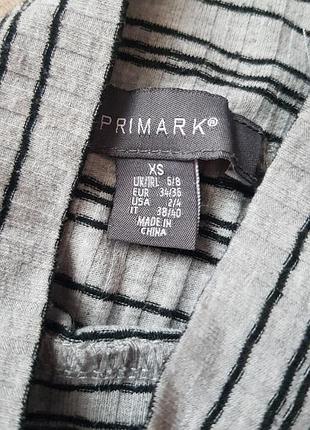 PRIMARK®
XS
UK/IRL 6/8
EUR 34/36
USA 2/4
IT 38/40
MADE IN
CHINA